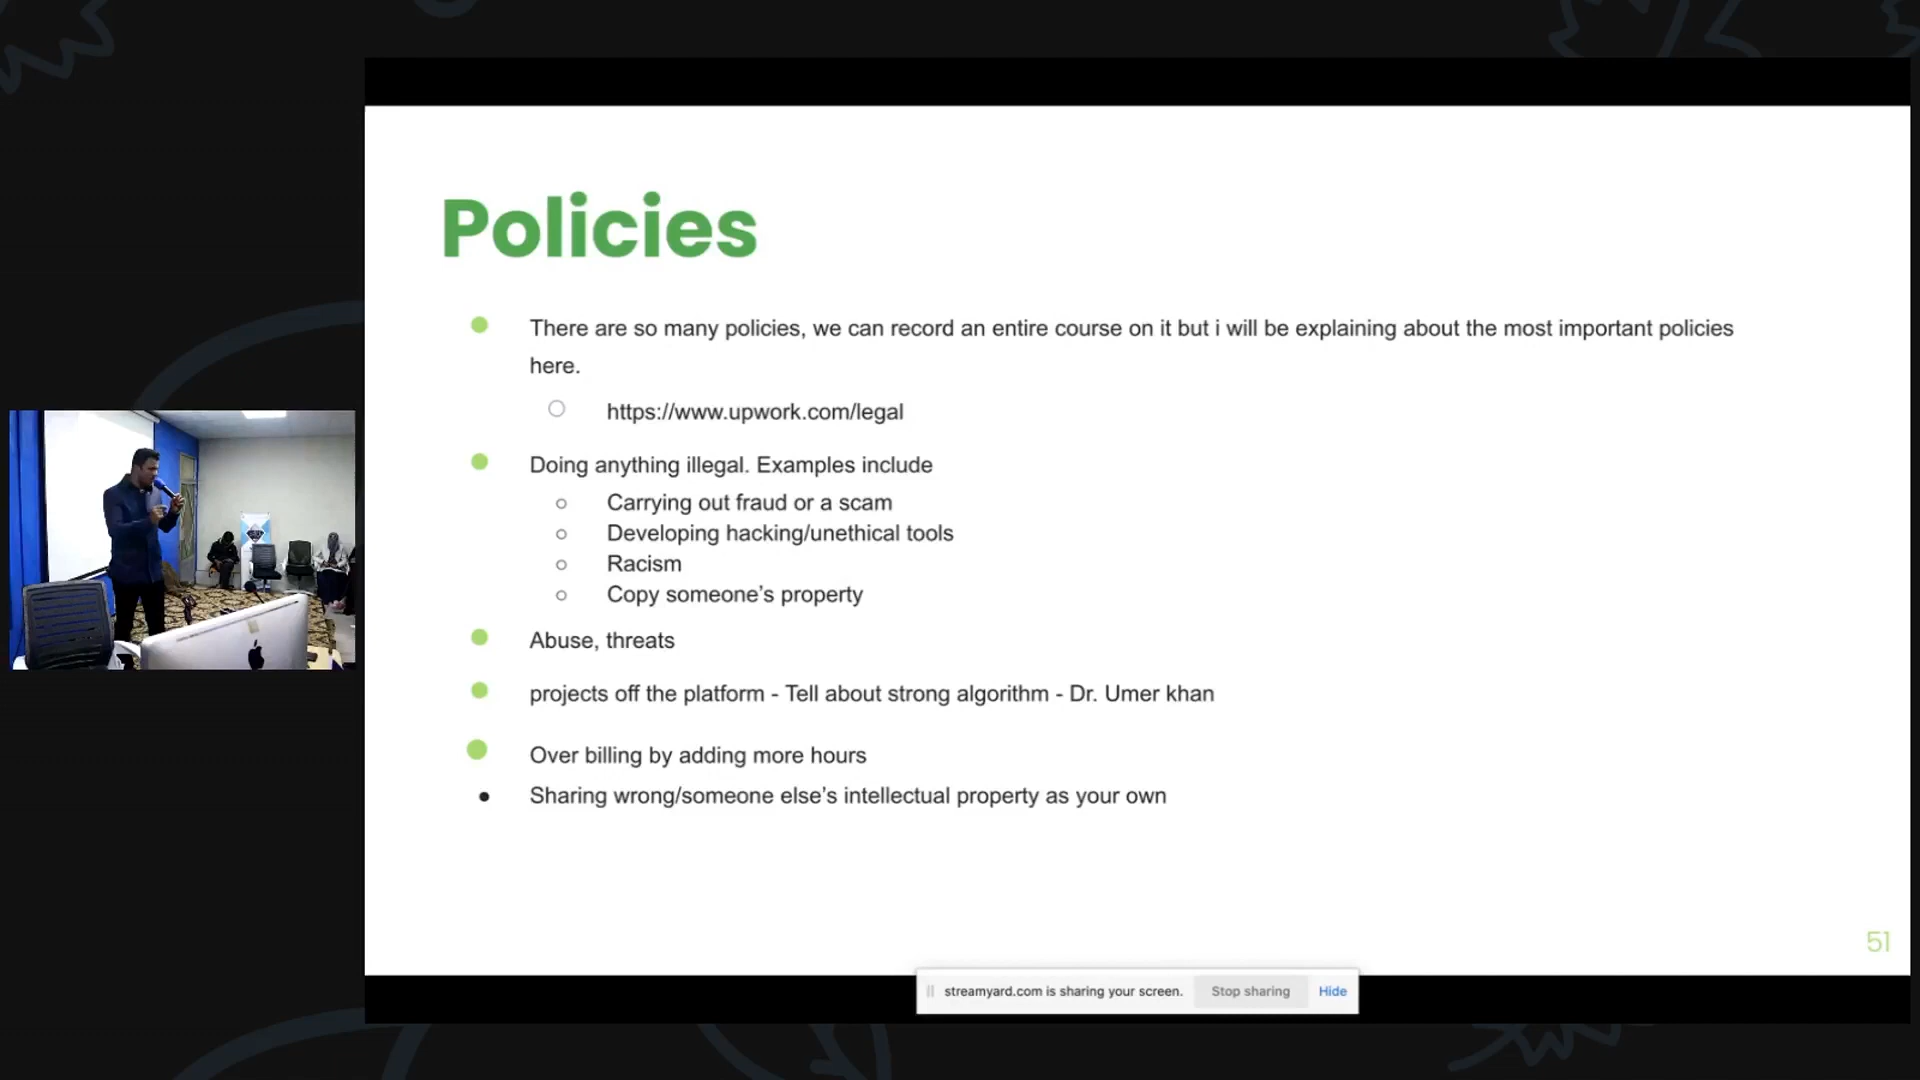 Policies
There are so many policies, we can record an entire course on it but i will be explaining about the most important policies
here.
https://www.upwork.com/legal
Doing anything illegal. Examples include
Carrying out fraud or a scam
Developing hacking/unethical tools
Racism
Copy someone’s property
Abuse, threats
projects off the platform - Tell about strong algorithm - Dr. Umer khan
Over billing by adding more hours
Sharing wrong/someone else’s intellectual property as your own
51
streamyard.com is sharing your screen.
Stop sharing
Hide